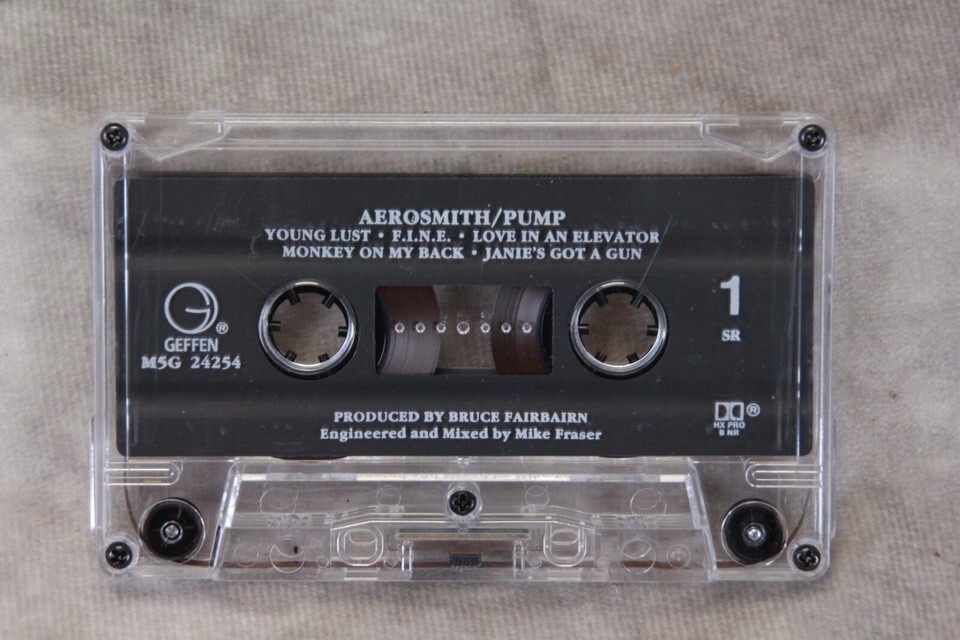 AEROSMITH/PUMP
YOUNG LUST • F.I.N.E. • LOVE IN AN ELEVATOR
MONKEY ON MY BACK • JANIE'S GOT A GUN
G®
GEFFEN
M5G 24254
1
SR
PRODUCED BY BRUCE FAIRBAIRN
Engineered and Mixed by Mike Fraser
®
HX PRO
B NR